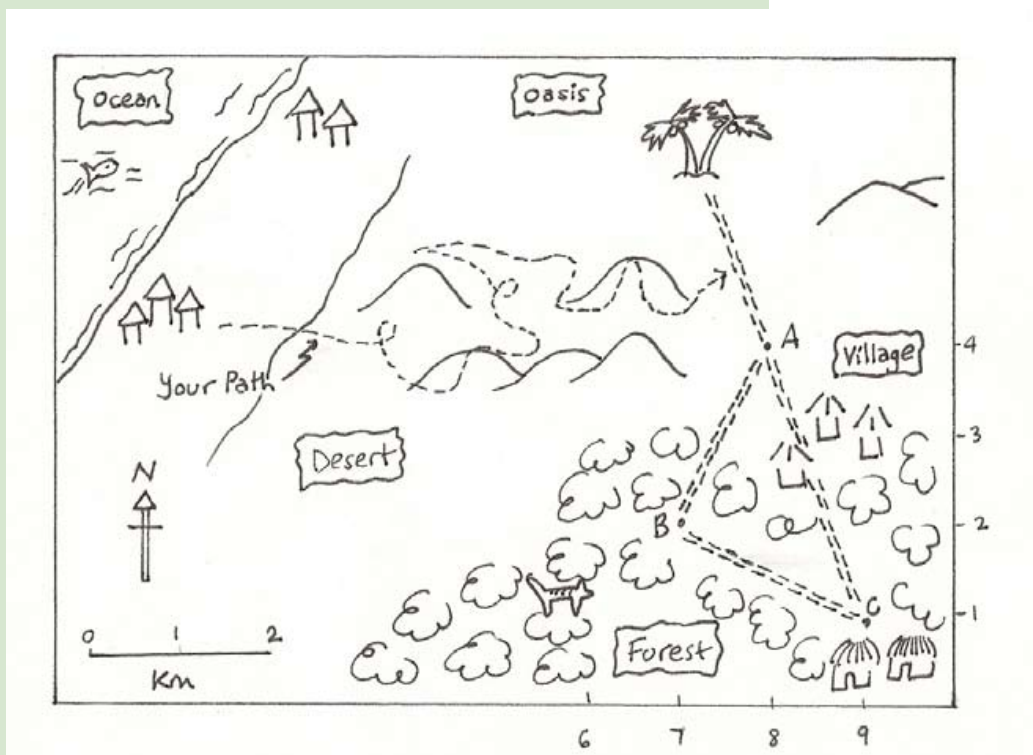 Ocean
Oasis
A
4
Village
Your Path
3
Desert
N
B
2
C
1
0 1 2
Km
Forest
6 7 8 9